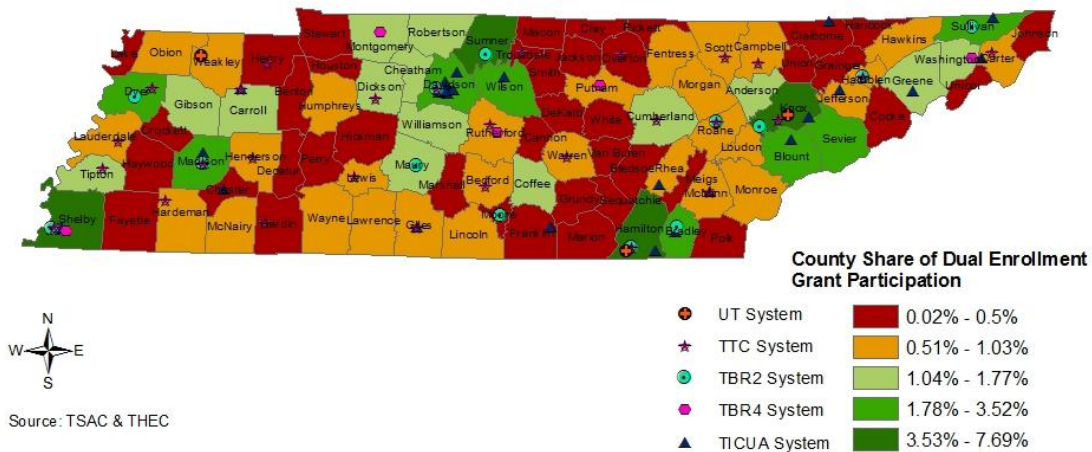 Stewart
Montgomery
Robertson
Sumner
Macon
Clay
Pickett
Scott
Campbell
Claiborne
Hancock
Hawkins
Sullivan
Johnson
Lake
Obion
Weakley
Henry
Houston
Cheatham
Trousdale
Jackson
Overton
Fentress
Union
Grainger
Hamblen
Greene
Washington
Carter
Unicoi
Dyer
Gibson
Carroll
Benton
Humphreys
Dickson
Davidson
Wilson
Smith
Putnam
Morgan
Anderson
Knox
Jefferson
Cocke
Lauderdale
Crockett
Haywood
Madison
Henderson
Decatur
Perry
Hickman
Williamson
Rutherford
Cannon
DeKalb
White
Cumberland
Roane
Loudon
Blount
Sevier
Tipton
Chester
Lewis
Maury
Marshall
Bedford
Coffee
Warren
Van Buren
Bledsoe
Rhea
Meigs
McMinn
Monroe
Shelby
Fayette
Hardeman
McNairy
Hardin
Wayne
Lawrence
Giles
Lincoln
Moore
Franklin
Grundy
Sequatchie
Marion
Hamilton
Bradley
Polk
County Share of Dual Enrollment
Grant Participation
UT System
0.02% - 0.5%
TTC System
0.51% - 1.03%
TBR2 System
1.04% - 1.77%
TBR4 System
1.78% - 3.52%
TICUA System
3.53% - 7.69%
N
W E
S
Source: TSAC & THEC